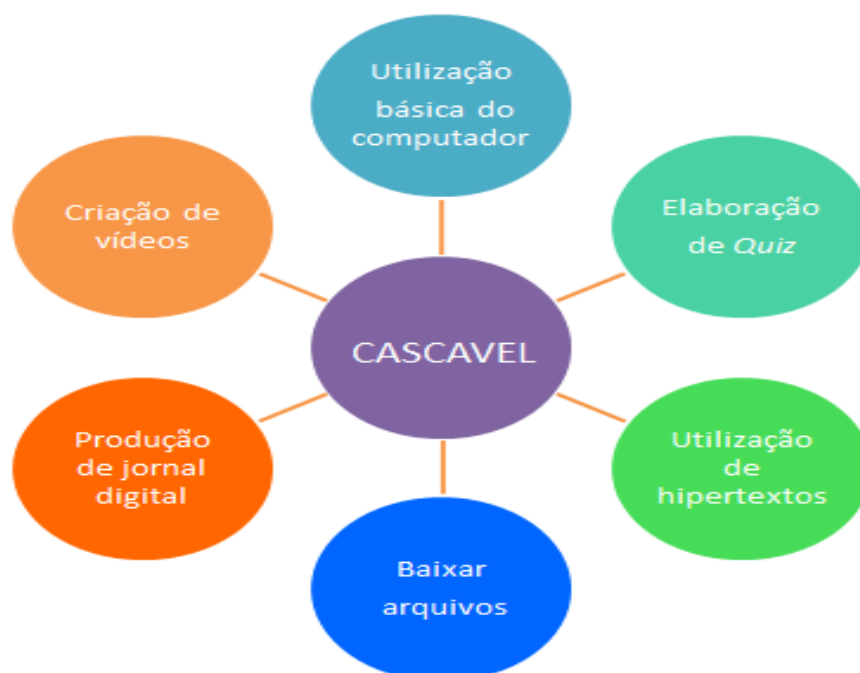 Utilização
básica do
computador
Criação de
vídeos
Elaboração
de Quiz
CASCAVEL
Produção
de jornal
digital
Utilização
de
hipertextos
Baixar
arquivos